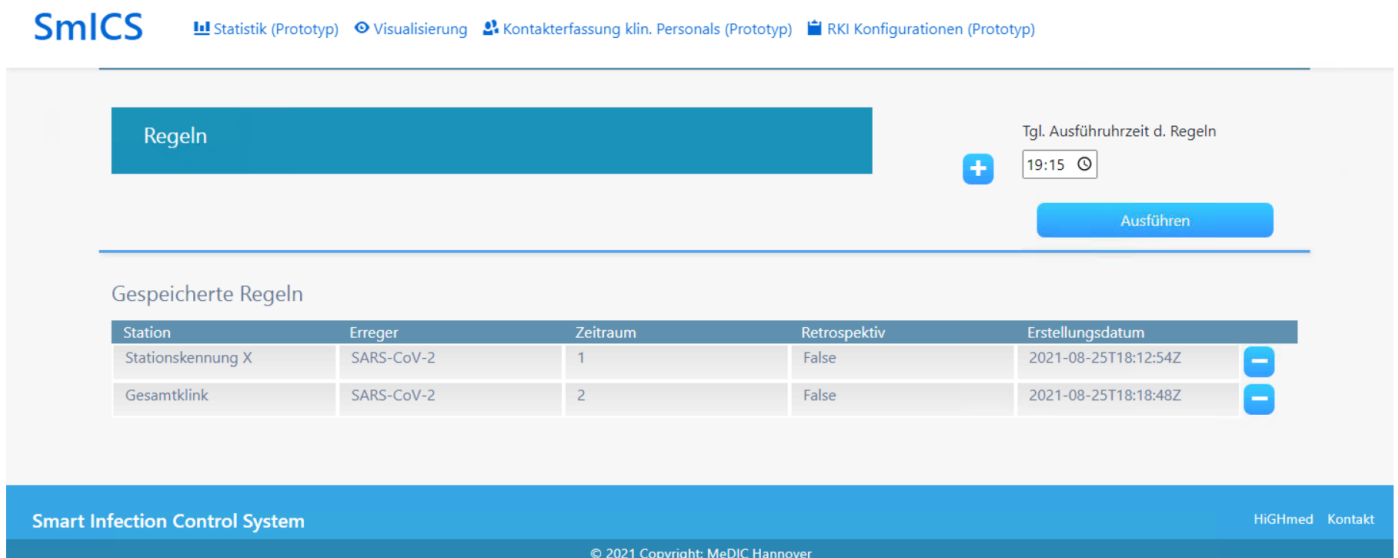 SmICS Statistik (Prototyp) Visualisierung Kontakterfassung klin. Personals (Prototyp) RKI Konfigurationen (Prototyp)
Regeln
Tgl. Ausführuhrzeit d. Regeln
19:15
Ausführen
Gespeicherte Regeln
Station Erreger Zeitraum Retrospektiv Erstellungsdatum
Stationskennung X SARS-CoV-2 1 False 2021-08-25T18:12:54Z
Gesamtklink SARS-CoV-2 2 False 2021-08-25T18:18:48Z
Smart Infection Control System HiGHmed Kontakt
© 2021 Copyright: MeDIC Hannover